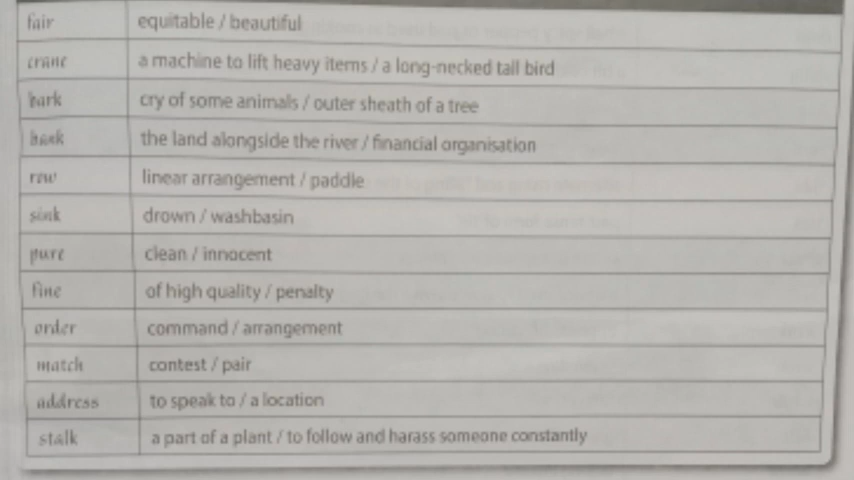 fair equitable / beautiful
crane a machine to lift heavy items / a long-necked tall bird
bark cry of some animals / outer sheath of a tree
bank the land alongside the river / financial organisation
row linear arrangement / paddle
sink drown / washbasin
pure clean / innocent
fine of high quality / penalty
order command / arrangement
match contest / pair
address to speak to / a location
stalk a part of a plant / to follow and harass someone constantly